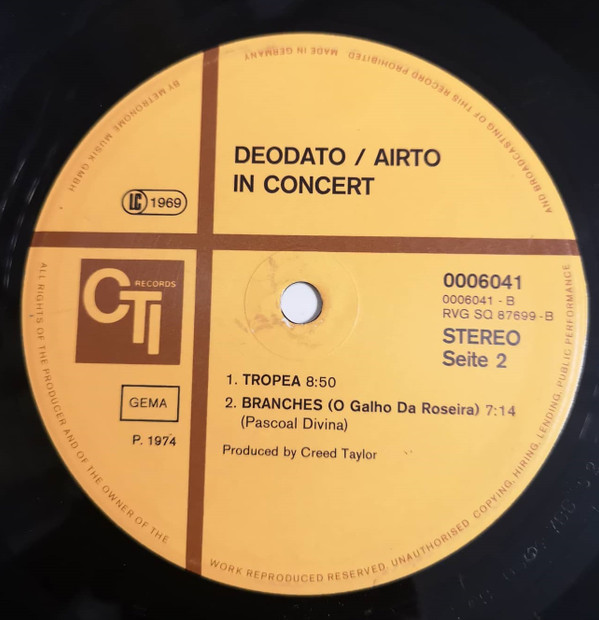 DEODATO / AIRTO
IN CONCERT
LC 1969
CTI RECORDS
0006041
0006041 - B
RVG SQ 87699-B
STEREO
Seite 2
1. TROPEA 8:50
2. BRANCHES (O Galho Da Roseira) 7:14
(Pascoal Divina)
Produced by Creed Taylor
GEMA
P. 1974
ALL RIGHTS OF THE PRODUCER AND OF THE OWNER OF THE WORK REPRODUCED RESERVED. UNAUTHORISED COPYING, HIRING, LENDING, PUBLIC PERFORMANCE AND BROADCASTING OF THIS RECORD PROHIBITED MADE IN GERMANY BY METRONOME MUSIK GMBH